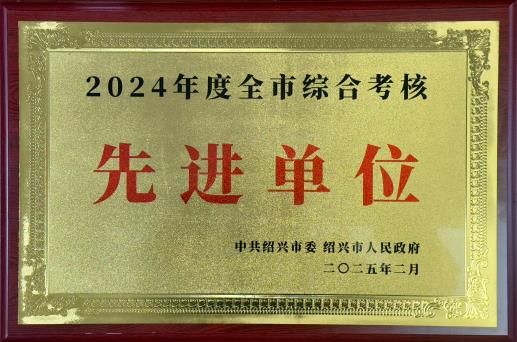 2024年度全市综合考核
先进单位
中共绍兴市委 绍兴市人民政府
二〇二五年二月